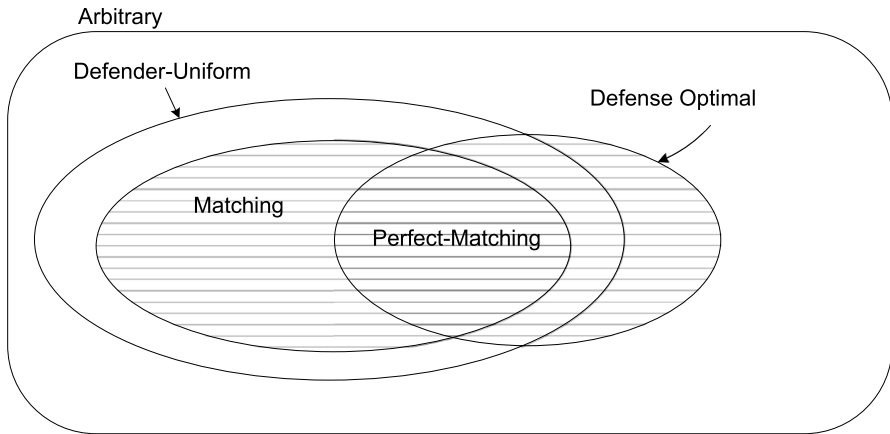 Arbitrary
Defender-Uniform
Defense Optimal
Matching
Perfect-Matching